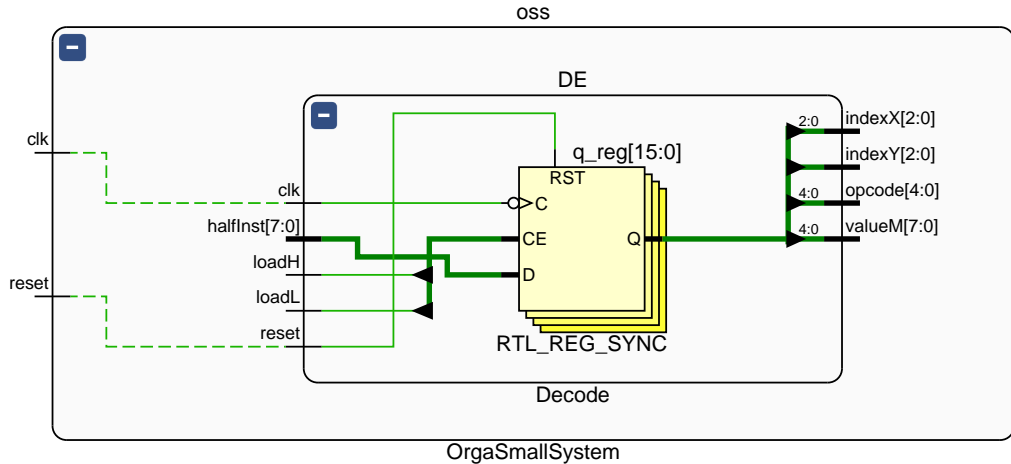 oss
DE
clk
reset
clk
halfInst[7:0]
loadH
loadL
reset
q_reg[15:0]
RST
C
CE
D
Q
RTL_REG_SYNC
2:0
indexX[2:0]
indexY[2:0]
4:0
opcode[4:0]
4:0
valueM[7:0]
Decode
OrgaSmallSystem